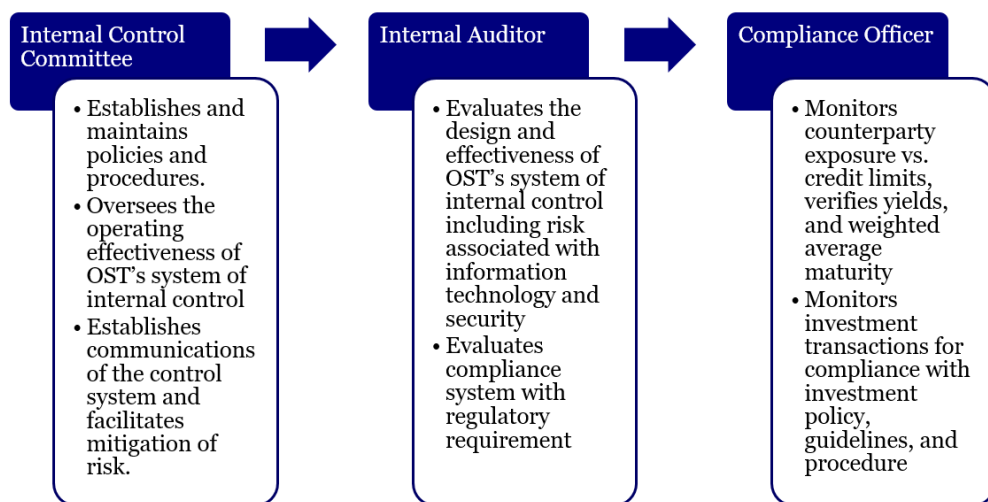 Internal Control
Committee
• Establishes and
maintains
policies and
procedures.
• Oversees the
operating
effectiveness of
OST’s system of
internal control
• Establishes
communications
of the control
system and
facilitates
mitigation of
risk.
Internal Auditor
• Evaluates the
design and
effectiveness of
OST’s system of
internal control
including risk
associated with
information
technology and
security
• Evaluates
compliance
system with
regulatory
requirement
Compliance Officer
• Monitors
counterparty
exposure vs.
credit limits,
verifies yields,
and weighted
average
maturity
• Monitors
investment
transactions for
compliance with
investment
policy,
guidelines, and
procedure